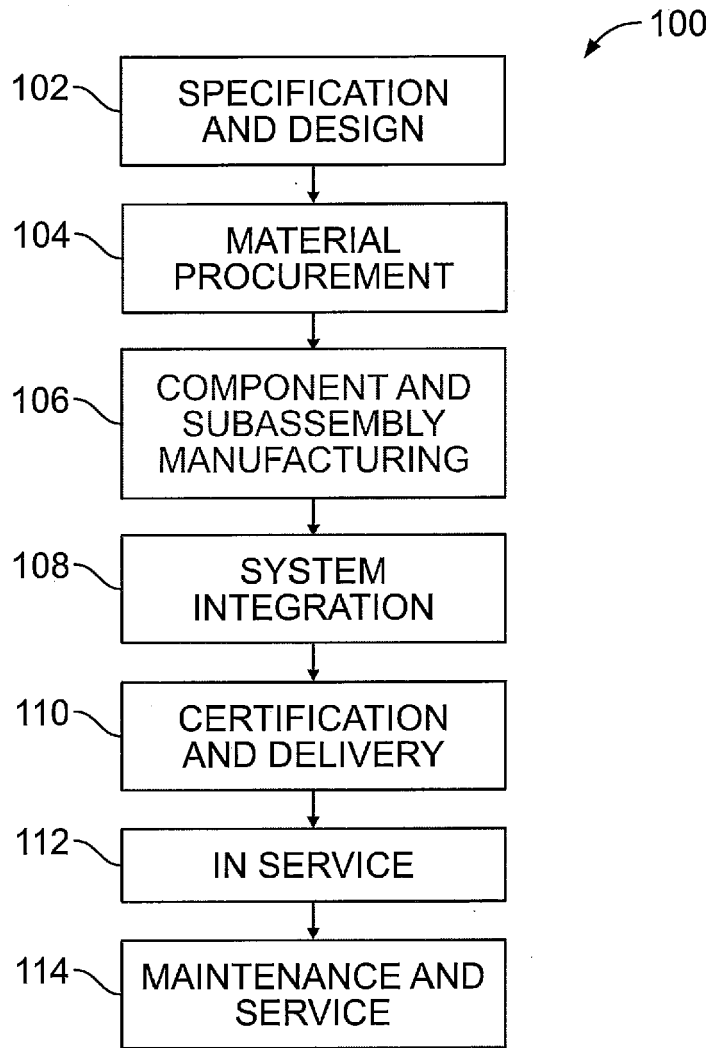 100
102
SPECIFICATION
AND DESIGN
104
MATERIAL
PROCUREMENT
106
COMPONENT AND
SUBASSEMBLY
MANUFACTURING
108
SYSTEM
INTEGRATION
110
CERTIFICATION
AND DELIVERY
112
IN SERVICE
114
MAINTENANCE AND
SERVICE